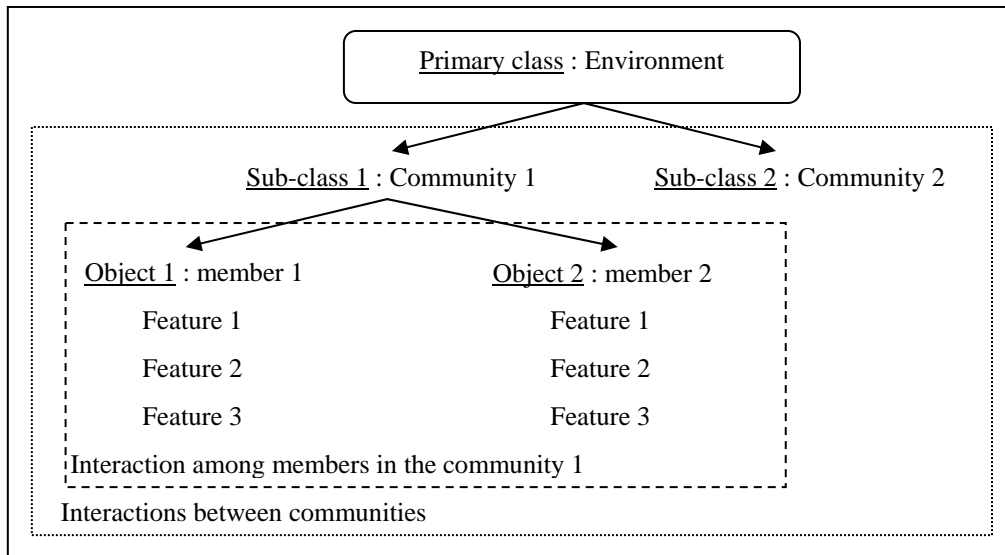 Primary class : Environment
Sub-class 1 : Community 1 Sub-class 2 : Community 2
Object 1 : member 1 Object 2 : member 2
Feature 1 Feature 1
Feature 2 Feature 2
Feature 3 Feature 3
Interaction among members in the community 1
Interactions between communities